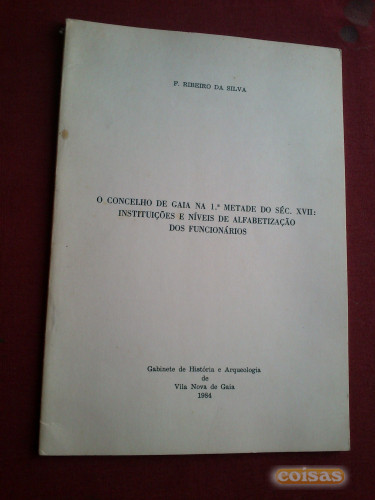 F. RIBEIRO DA SILVA
O CONCELHO DE GAIA NA 1.ª METADE DO SÉC. XVII:
INSTITUIÇÕES E NÍVEIS DE ALFABETIZAÇÃO
DOS FUNCIONÁRIOS
Gabinete de História e Arqueologia
de
Vila Nova de Gaia
1984
coisas